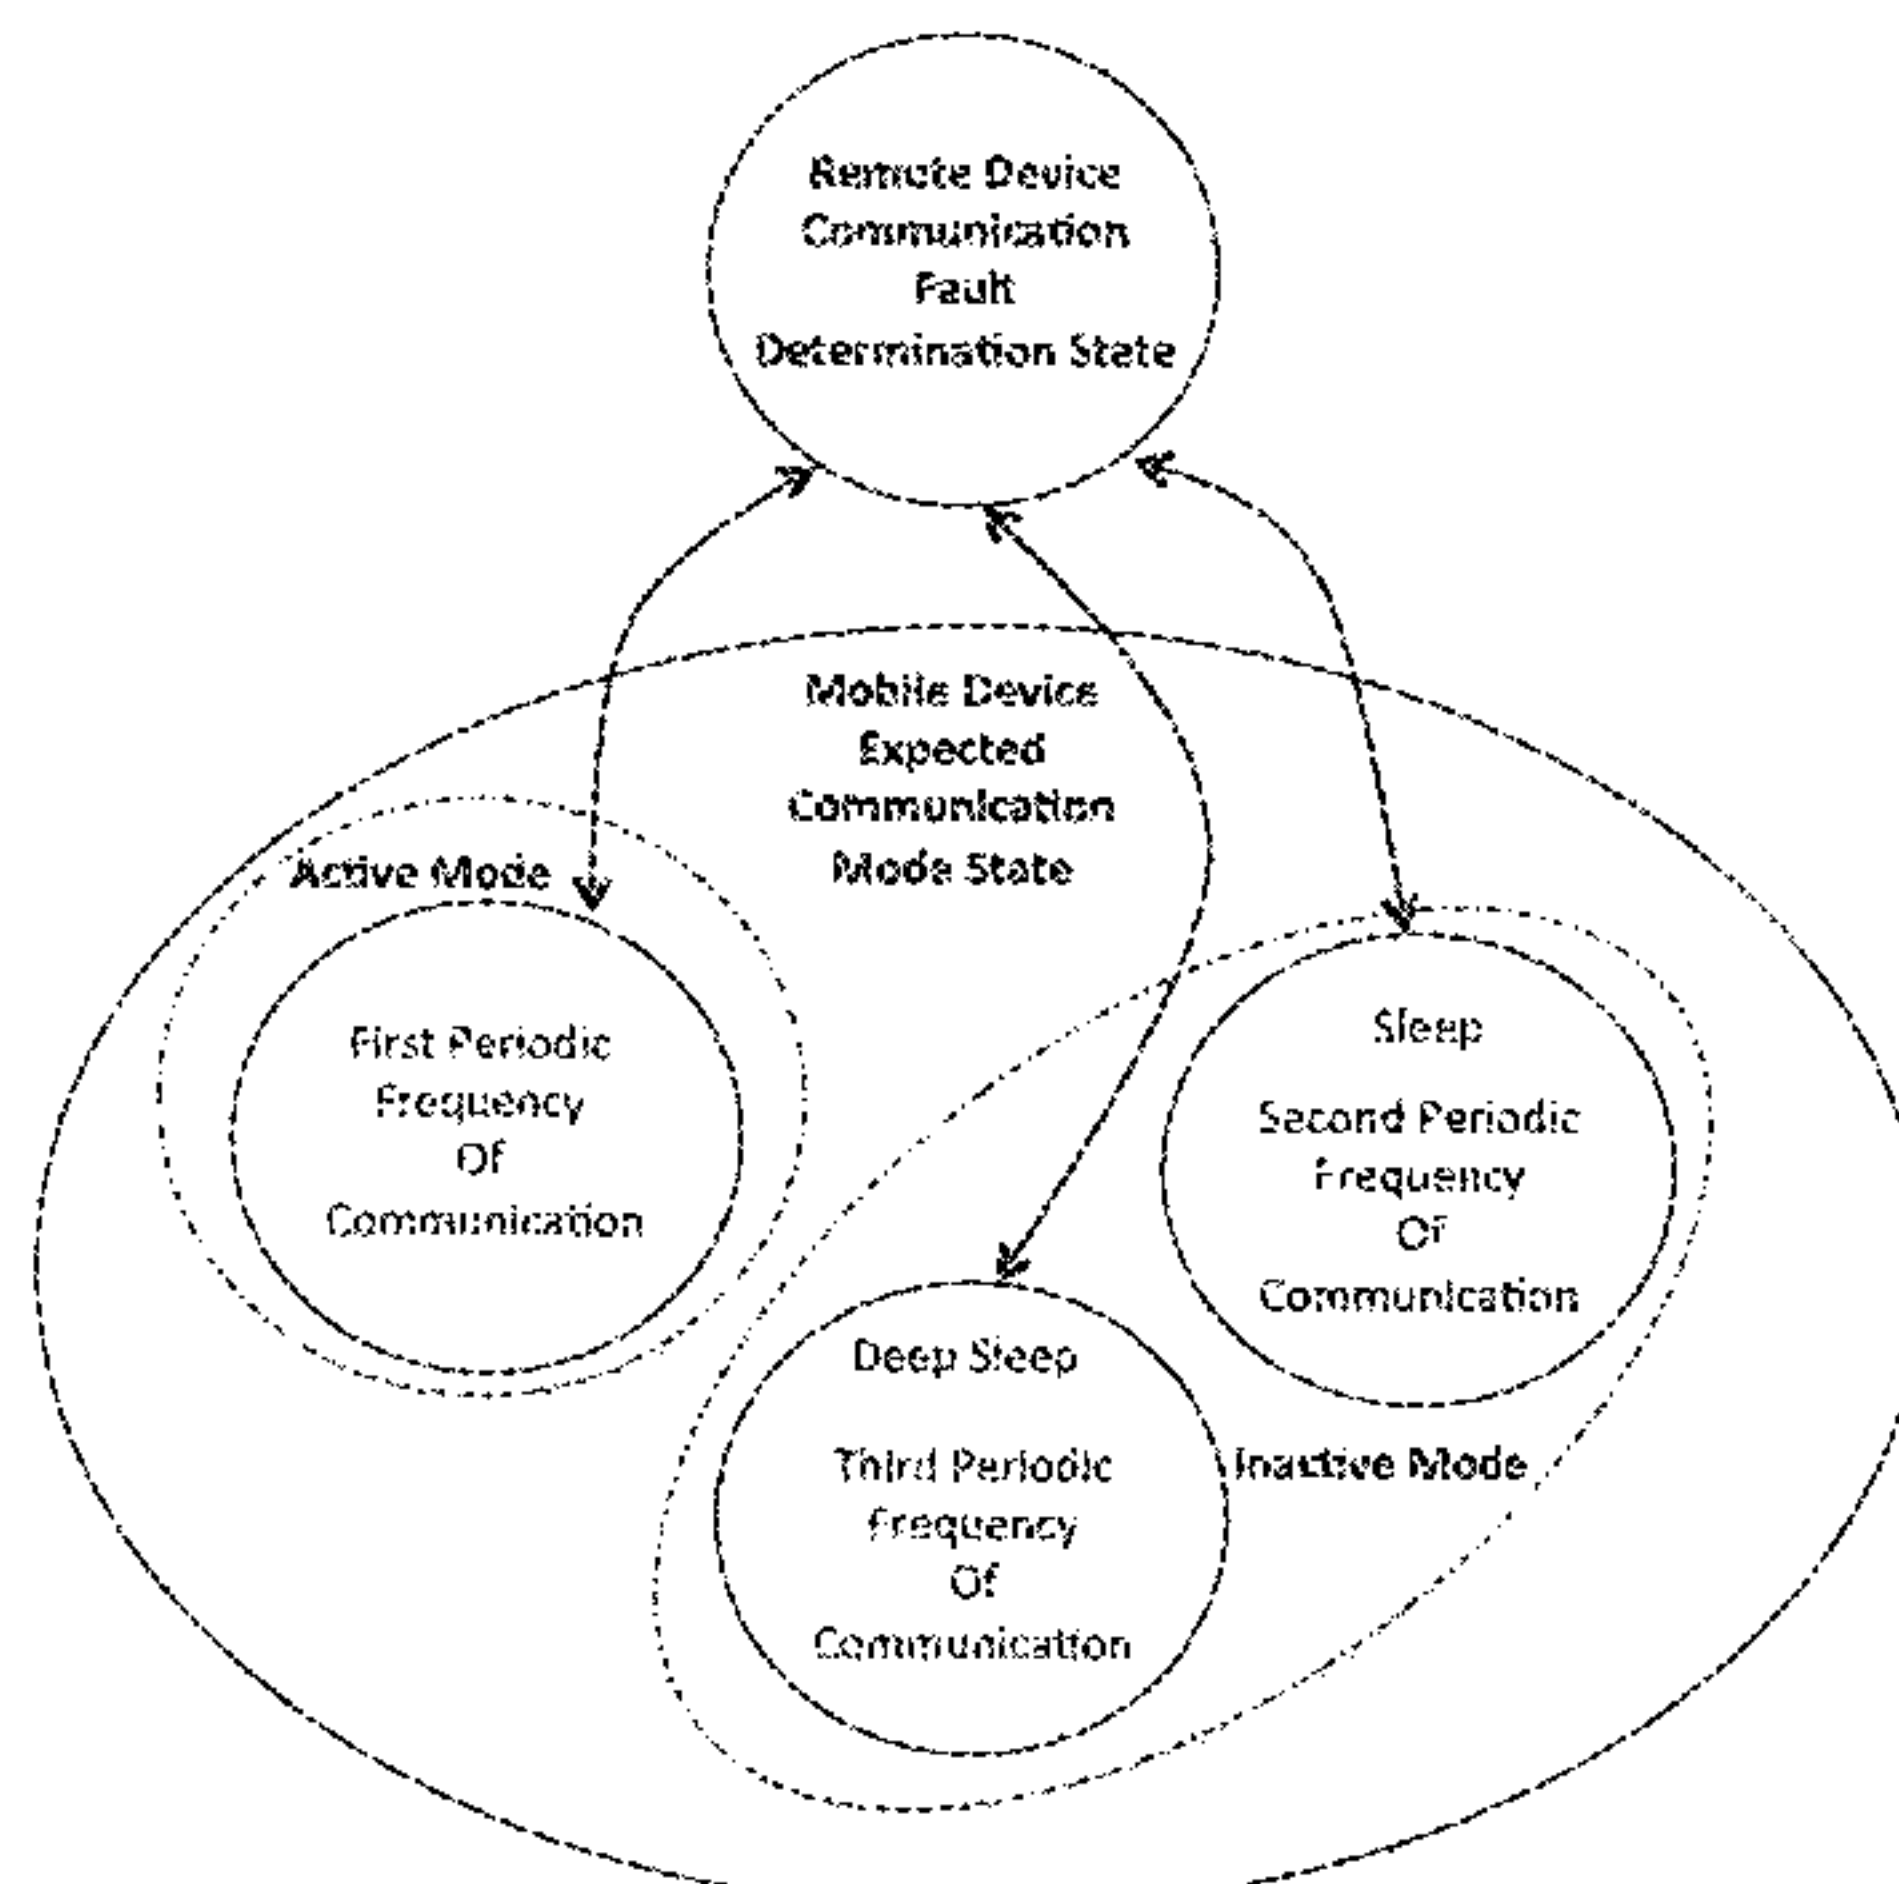 Remote Device
Communication
Fault
Determination State
Mobile Device
Expected
Communication
Mode State
Active Mode
First Periodic
Frequency
Of
Communication
Sleep
Second Periodic
Frequency
Of
Communication
Deep Sleep
Third Periodic
Frequency
Of
Communication
Inactive Mode